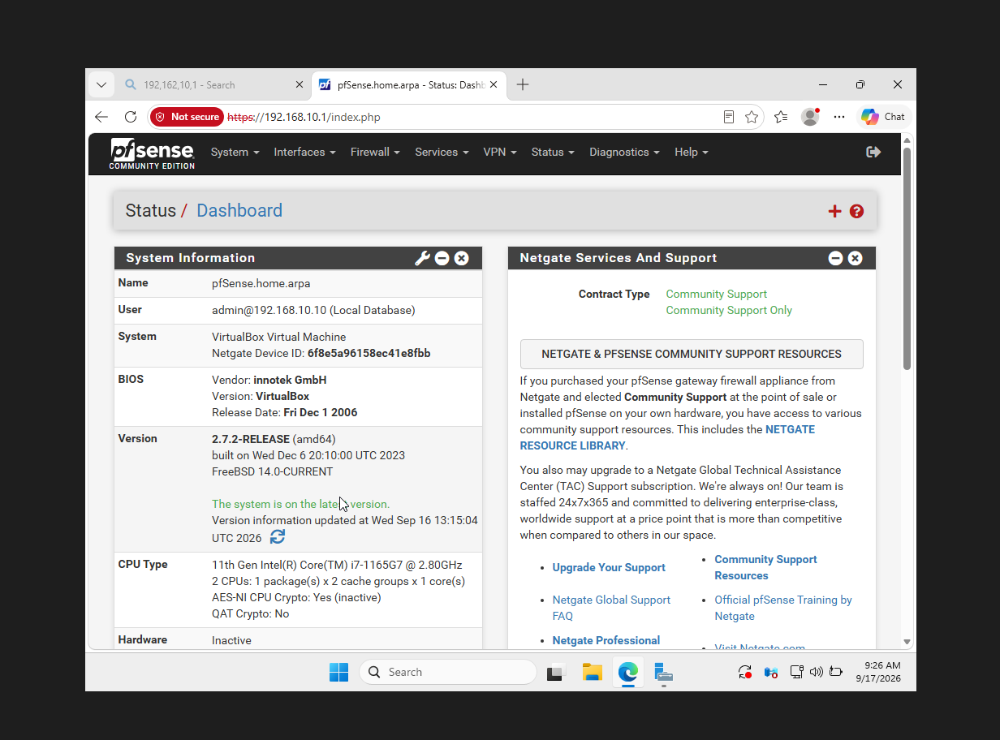 192,162,10,1 - Search
pfSense.home.arpa - Status: Dashb
Not secure
https://192.168.10.1/index.php
Chat
pfsense
COMMUNITY EDITION
System
Interfaces
Firewall
Services
VPN
Status
Diagnostics
Help
Status / Dashboard
System Information
Name
pfSense.home.arpa
User
admin@192.168.10.10 (Local Database)
System
VirtualBox Virtual Machine
Netgate Device ID: 6f8e5a96158ec41e8fbb
BIOS
Vendor: innotek GmbH
Version: VirtualBox
Release Date: Fri Dec 1 2006
Version
2.7.2-RELEASE (amd64)
built on Wed Dec 6 20:10:00 UTC 2023
FreeBSD 14.0-CURRENT
The system is on the latest version.
Version information updated at Wed Sep 16 13:15:04
UTC 2026
CPU Type
11th Gen Intel(R) Core(TM) i7-1165G7 @ 2.80GHz
2 CPUs: 1 package(s) x 2 cache groups x 1 core(s)
AES-NI CPU Crypto: Yes (inactive)
QAT Crypto: No
Hardware
Inactive
Netgate Services And Support
Contract Type
Community Support
Community Support Only
NETGATE & PFSENSE COMMUNITY SUPPORT RESOURCES
If you purchased your pfSense gateway firewall appliance from
Netgate and elected Community Support at the point of sale or
installed pfSense on your own hardware, you have access to various
community support resources. This includes the NETGATE
RESOURCE LIBRARY.
You also may upgrade to a Netgate Global Technical Assistance
Center (TAC) Support subscription. We're always on! Our team is
staffed 24x7x365 and committed to delivering enterprise-class,
worldwide support at a price point that is more than competitive
when compared to others in our space.
Upgrade Your Support
Netgate Global Support
FAQ
Netgate Professional
Community Support
Resources
Official pfSense Training by
Netgate
Visit Netgate.com
Search
9:26 AM
9/17/2026